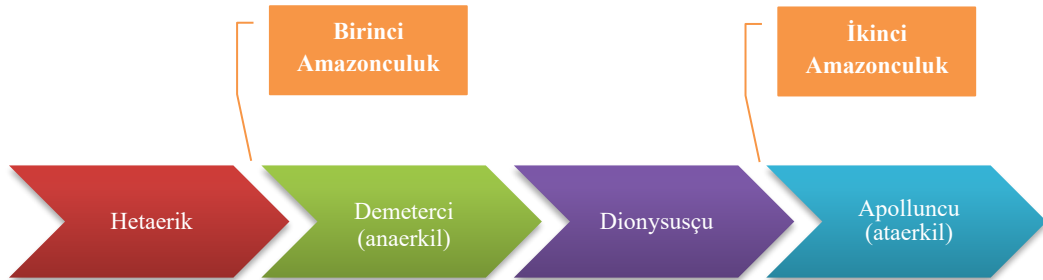 Birinci
Amazonculuk
İkinci
Amazonculuk
Hetaerik
Demeterci
(anaerkil)
Dionysusçu
Apolluncu
(ataerkil)